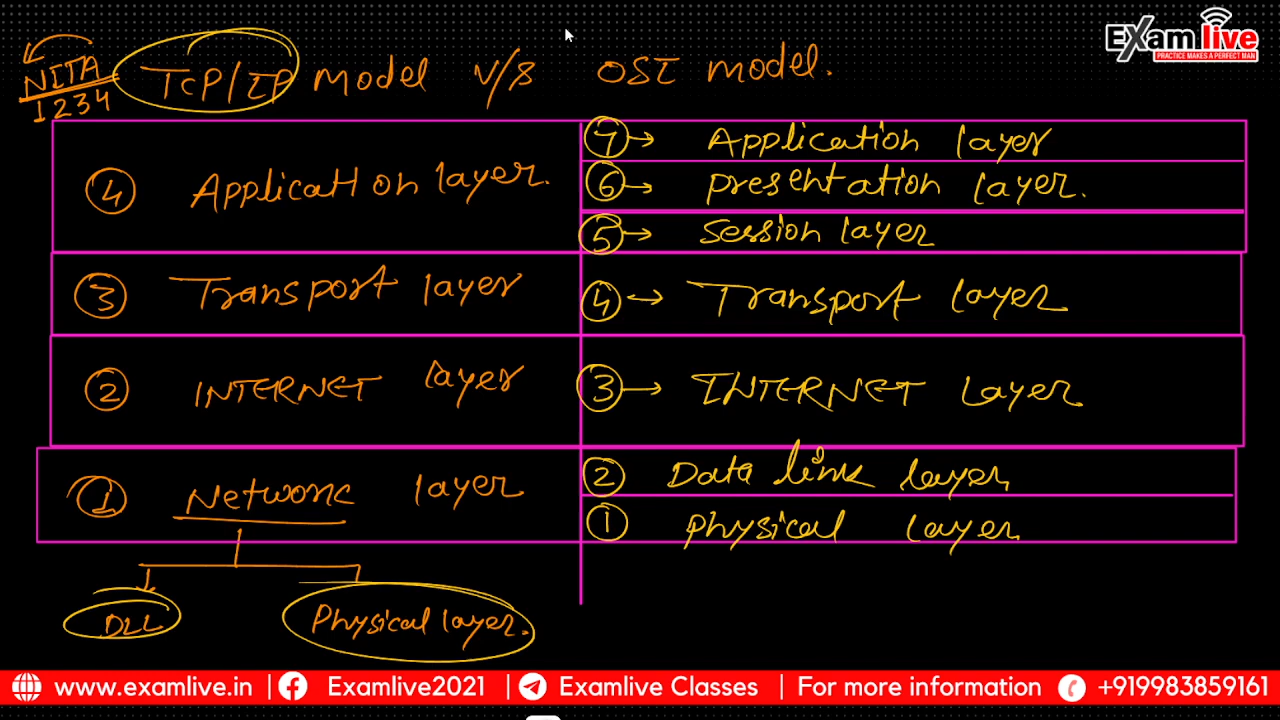 Exam live
PRACTICE MAKES A PERFECT MAN
NITA
1234
TCP/IP Model V/S OSI model.
④ Application layer.
⑦→ Application layer
⑥→ presentation layer.
⑤→ session layer
③ Transport layer
④→ Transport layer
② INTERNET layer
③→ INTERNET Layer
① Network layer
② Data link layer
① physical layer
DLL
Physical layer.
www.examlive.in | Examlive2021 | Examlive Classes | For more information +919983859161